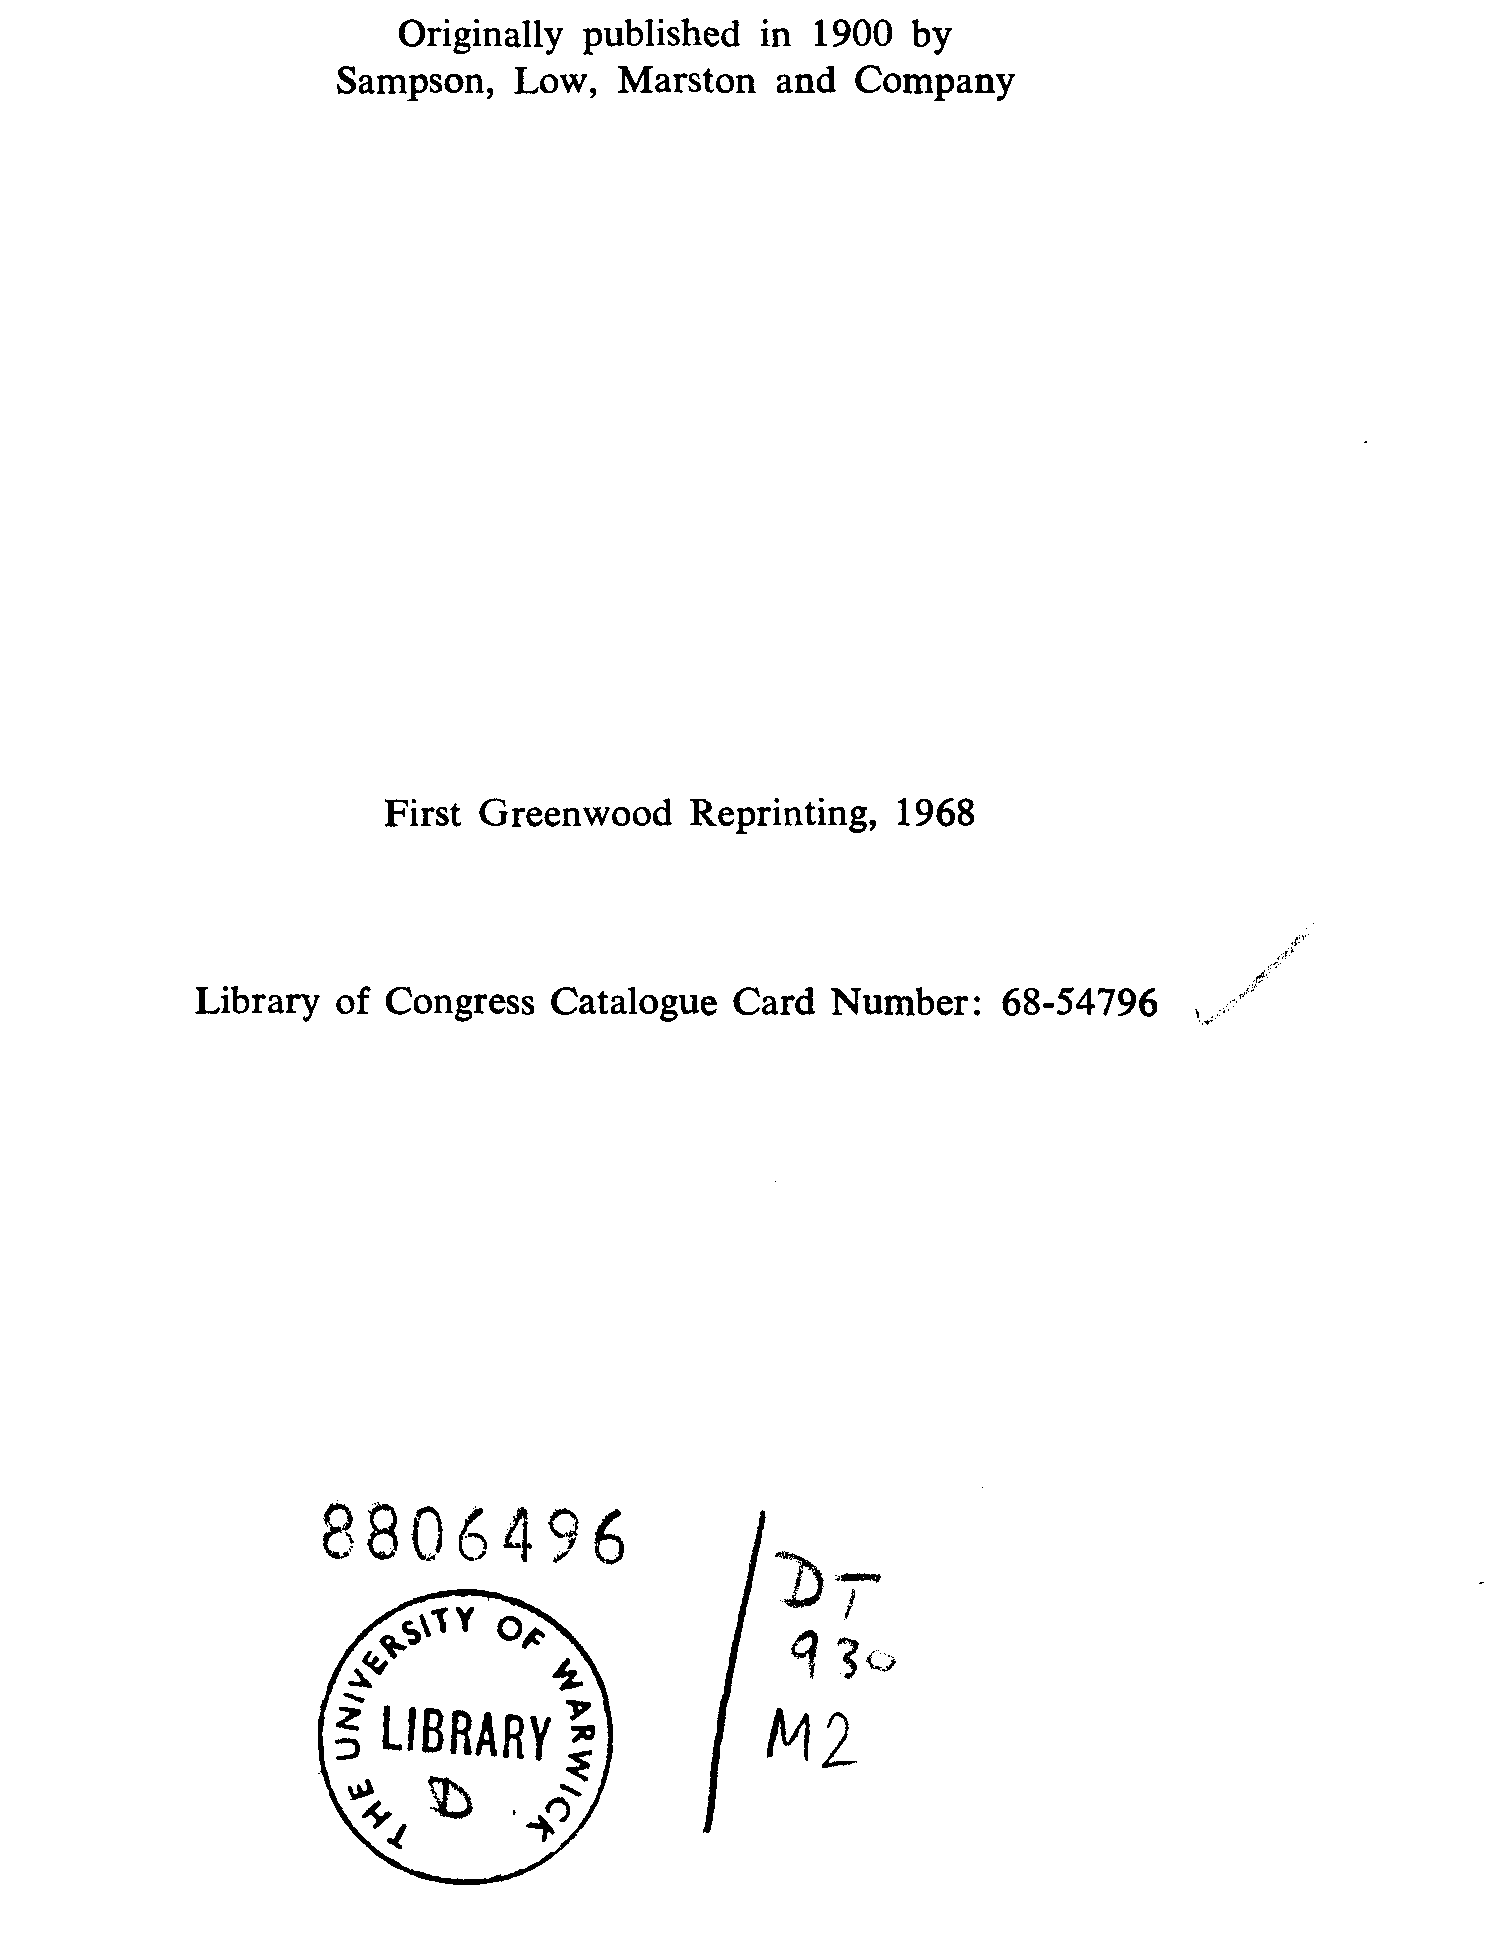 Originally published in 1900 by
Sampson, Low, Marston and Company
First Greenwood Reprinting, 1968
Library of Congress Catalogue Card Number: 68-54796
8806496
THE UNIVERSITY OF WARWICK
LIBRARY
D
DT
930
M2